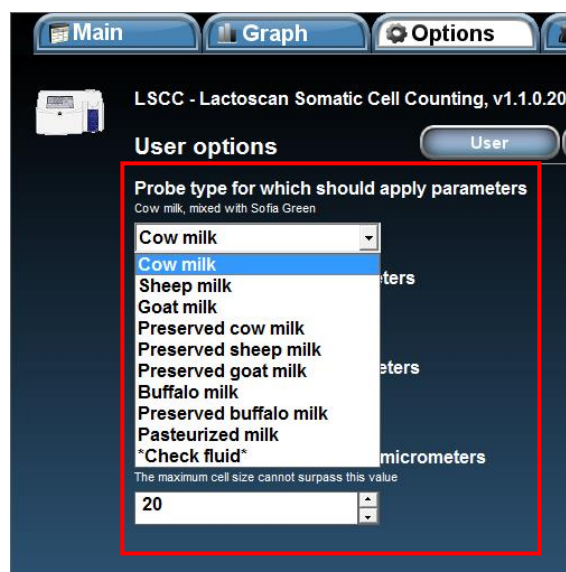 Main
Graph
Options
LSCC - Lactoscan Somatic Cell Counting, v1.1.0.20
User options
User
Probe type for which should apply parameters
Cow milk, mixed with Sofia Green
Cow milk
Cow milk
Sheep milk
Goat milk
Preserved cow milk
Preserved sheep milk
Preserved goat milk
Buffalo milk
Preserved buffalo milk
Pasteurized milk
*Check fluid*
micrometers
The maximum cell size cannot surpass this value
20